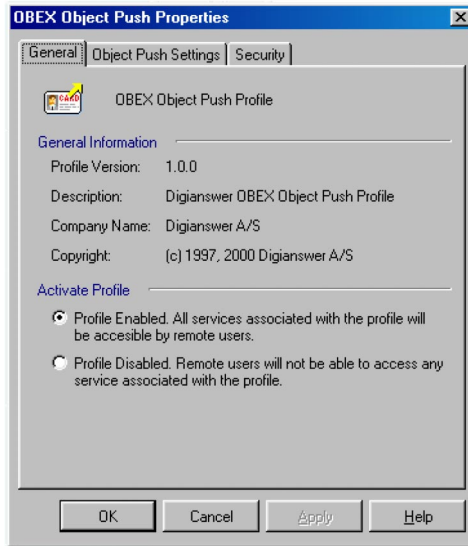 OBEX Object Push Properties
General Object Push Settings Security
CARD
OBEX Object Push Profile
General Information
Profile Version: 1.0.0
Description: Digianswer OBEX Object Push Profile
Company Name: Digianswer A/S
Copyright: (c) 1997, 2000 Digianswer A/S
Activate Profile
Profile Enabled. All services associated with the profile will
be accesible by remote users.
Profile Disabled. Remote users will not be able to access any
service associated with the profile.
OK Cancel Apply Help